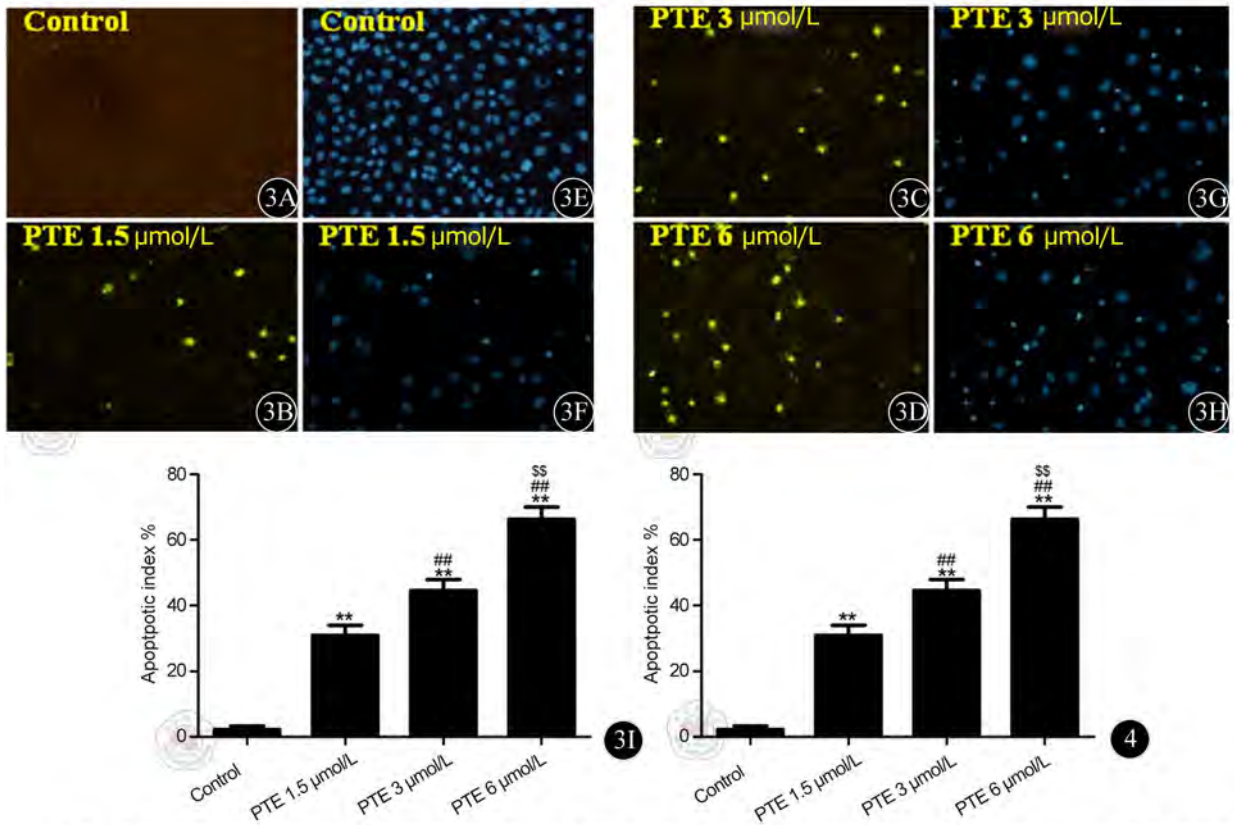 Control
Control
PTE 3 μmol/L
PTE 3 μmol/L
3A
3E
3C
3G
PTE 1.5 μmol/L
PTE 1.5 μmol/L
PTE 6 μmol/L
PTE 6 μmol/L
3B
3F
3D
3H
Apoptpotic index %
80
60
40
20
0
**
##
**
$$
##
**
Control
PTE 1.5 μmol/L
PTE 3 μmol/L
PTE 6 μmol/L
3I
Apoptpotic index %
80
60
40
20
0
**
##
**
$$
##
**
Control
PTE 1.5 μmol/L
PTE 3 μmol/L
PTE 6 μmol/L
4